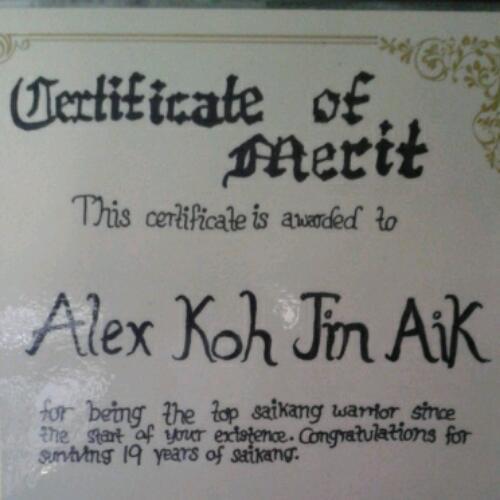 Certificate of
Merit
This certificate is awarded to
Alex Koh Jin Aik
for being the top saikang warrior since
the start of your existence. Congratulations for
surviving 19 years of saikang.